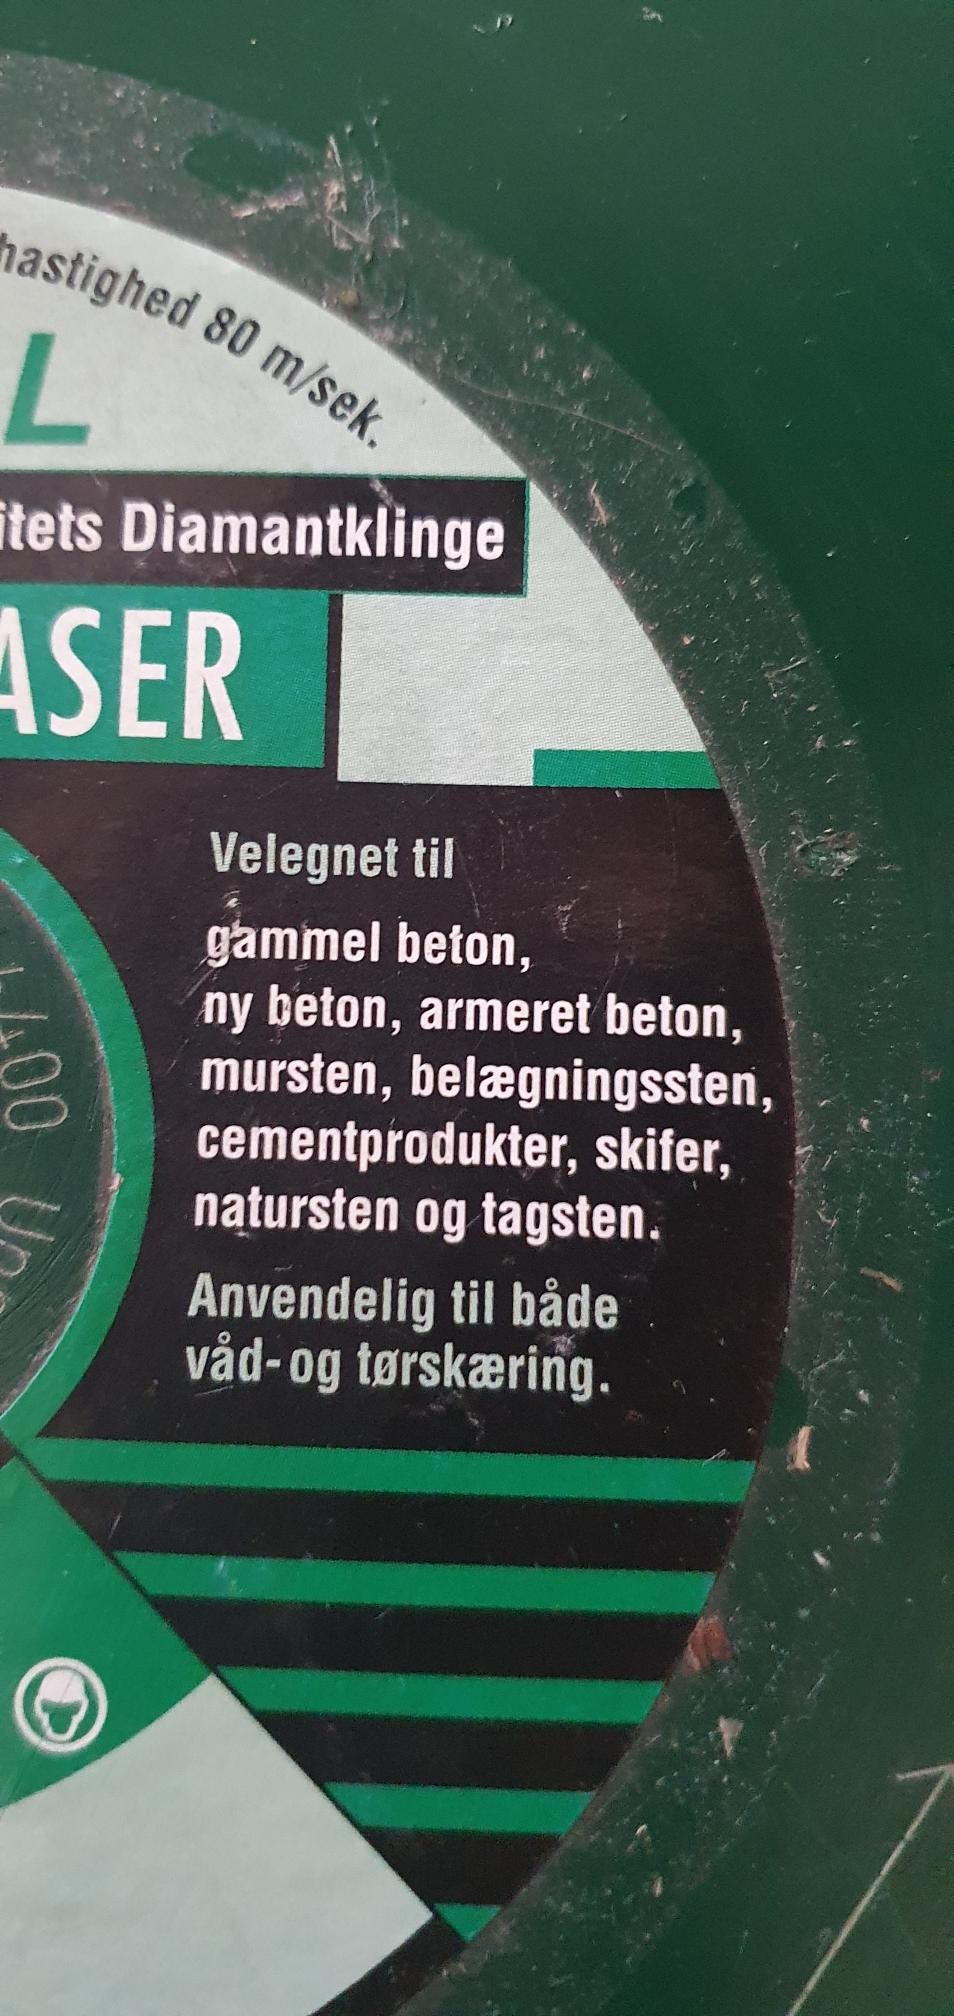 hastighed 80 m/sek.
L
itets Diamantklinge
ASER
Velegnet til
gammel beton,
ny beton, armeret beton,
mursten, belægningssten,
cementprodukter, skifer,
natursten og tagsten.
Anvendelig til både
våd- og tørskæring.